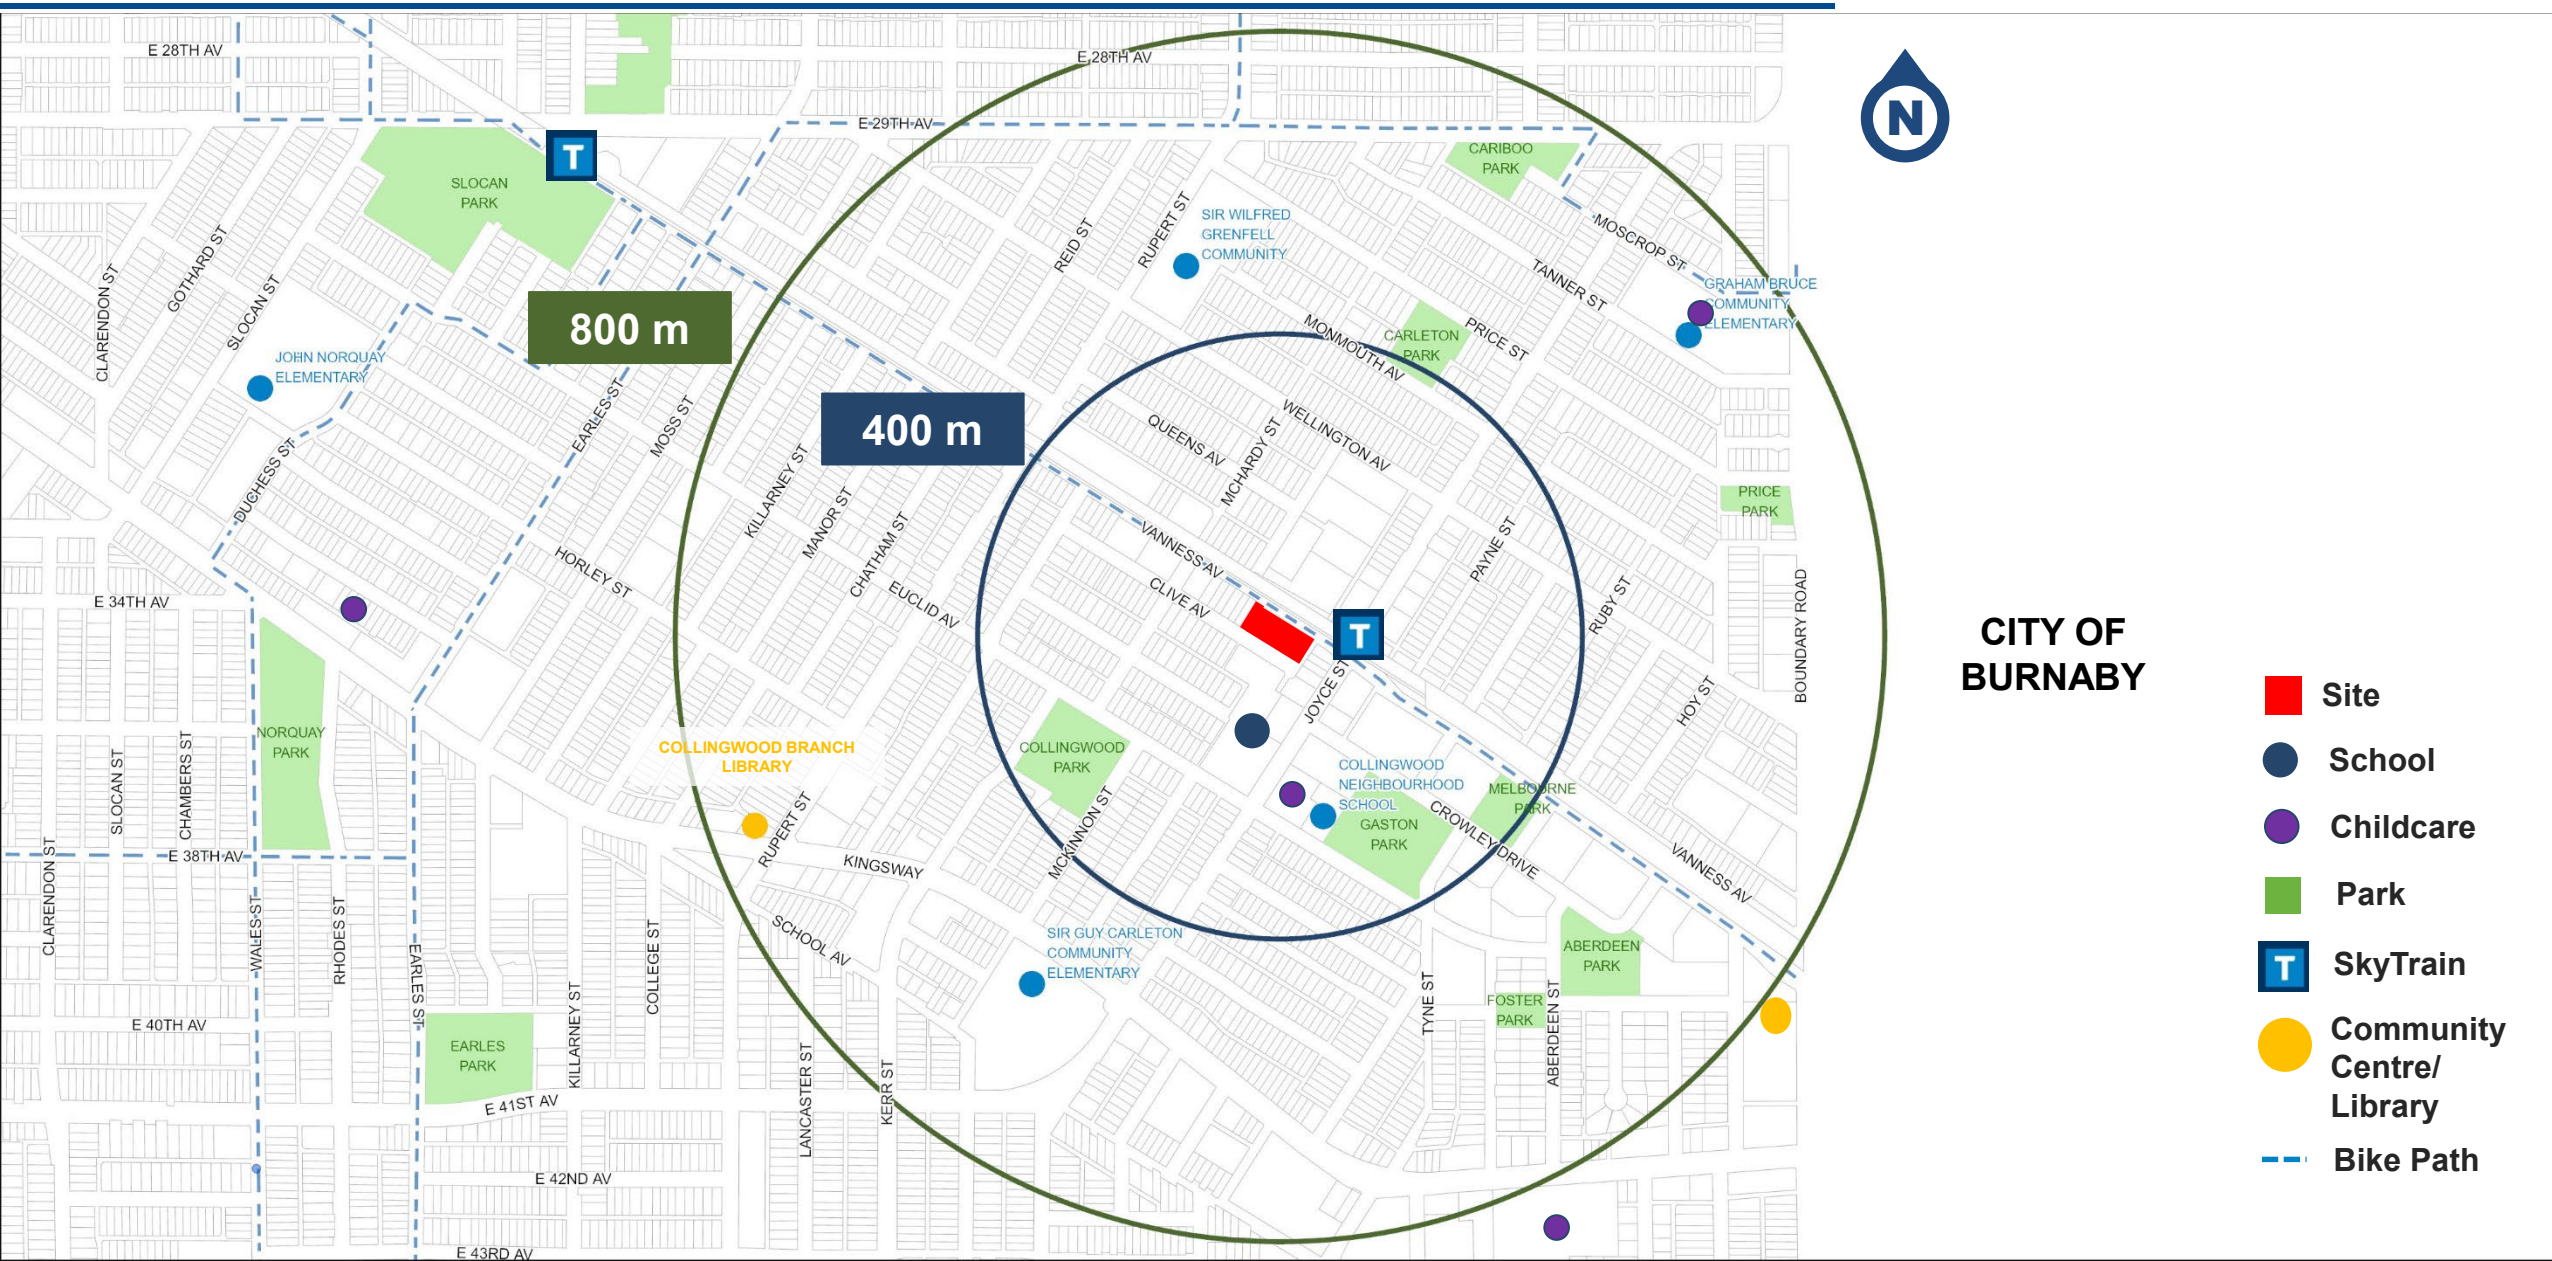 E 28TH AV
E 28TH AV
N
E 29TH AV
T
CARIBOO
PARK
SLOCAN
PARK
SIR WILFRED
GRENFELL
COMMUNITY
RUPERT ST
REID ST
GOTHARD ST
SLOCAN ST
CLARENDON ST
MOSCROP ST
TANNER ST
GRAHAM BRUCE
COMMUNITY
ELEMENTARY
800 m
MONMOUTH AV
CARLETON
PARK
PRICE ST
JOHN NORQUAY
ELEMENTARY
EARLES ST
MOSS ST
400 m
QUEENS AV
MCHARDY ST
WELLINGTON AV
DUCHESS ST
KILLARNEY ST
MANOR ST
CHATHAM ST
PRICE
PARK
VANNESS AV
PAYNE ST
HORLEY ST
EUCLID AV
CLIVE AV
RUBY ST
BOUNDARY ROAD
E 34TH AV
T
CITY OF
BURNABY
JOYCE ST
HOY ST
Site
NORQUAY
PARK
COLLINGWOOD BRANCH
LIBRARY
COLLINGWOOD
PARK
School
SLOCAN ST
CHAMBERS ST
COLLINGWOOD
NEIGHBOURHOOD
SCHOOL
MELBOURNE
PARK
GASTON
PARK
CROWLEY DRIVE
Childcare
RUPERT ST
MCKINNON ST
E 38TH AV
KINGSWAY
VANNESS AV
Park
CLARENDON ST
WALES ST
RHODES ST
EARLES ST
COLLEGE ST
SCHOOL AV
SIR GUY CARLETON
COMMUNITY
ELEMENTARY
ABERDEEN
PARK
T
SkyTrain
FOSTER
PARK
TYNE ST
ABERDEEN ST
E 40TH AV
EARLES
PARK
KILLARNEY ST
LANCASTER ST
KERR ST
Community
Centre/
Library
E 41ST AV
Bike Path
E 42ND AV
E 43RD AV